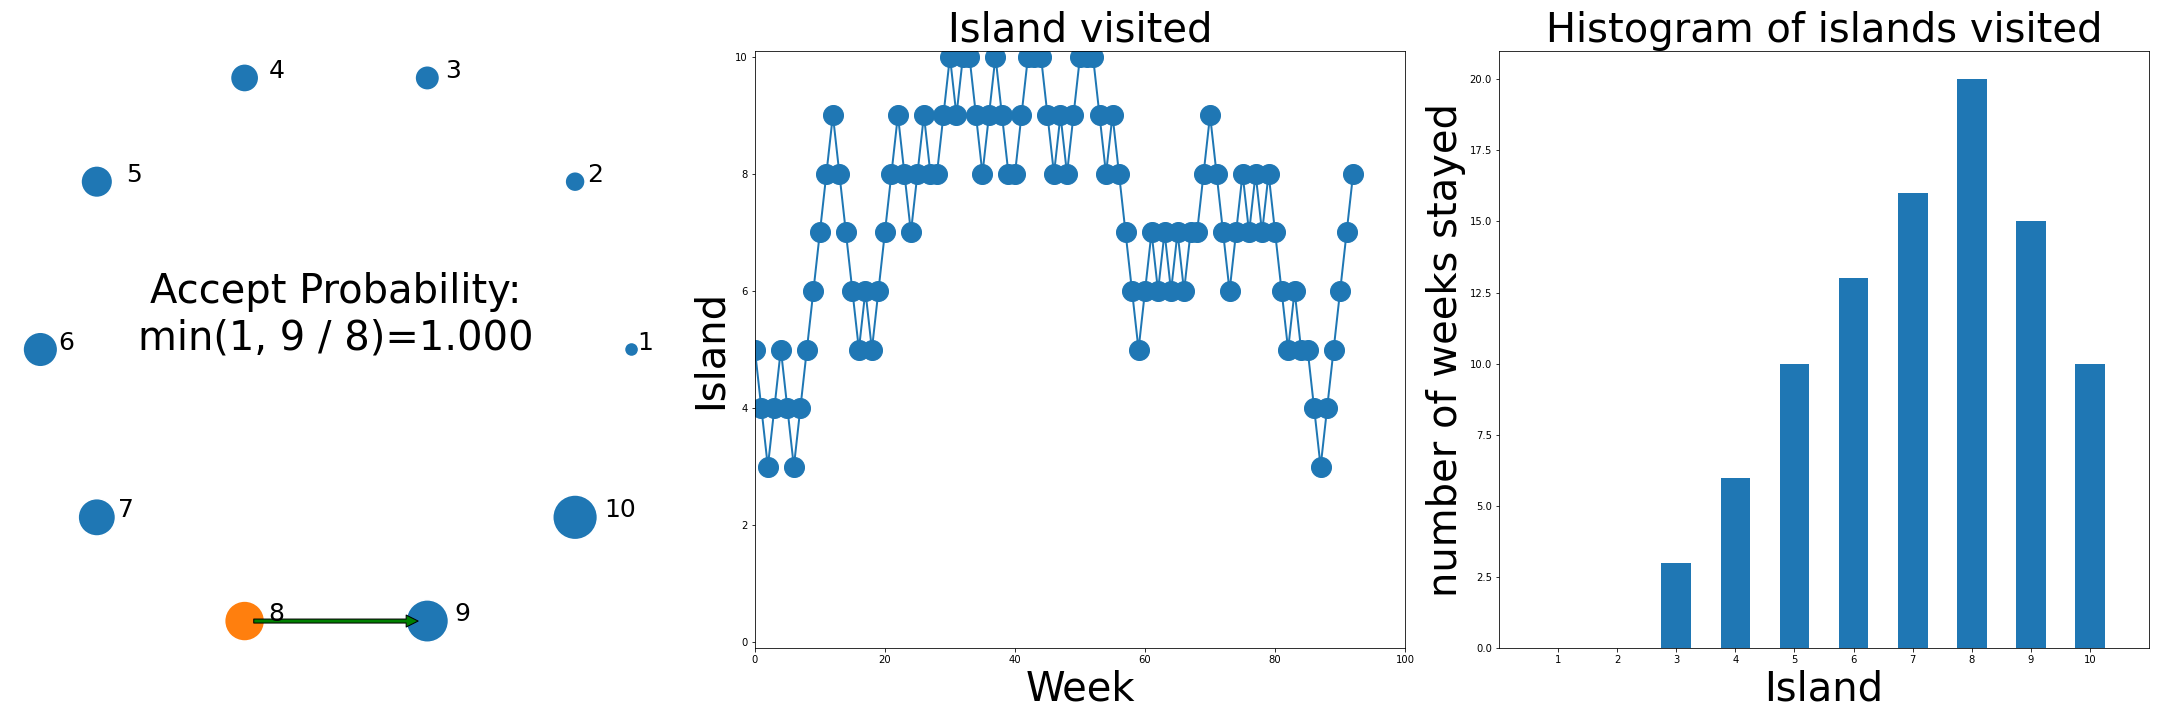 4
3
5
2
Accept Probability:
min(1, 9 / 8)=1.000
6
1
7
10
8
9
Island visited
Island
10
8
6
4
2
0
0 20 40 60 80 100
Week
Histogram of islands visited
number of weeks stayed
20.0
17.5
15.0
12.5
10.0
7.5
5.0
2.5
0.0
1 2 3 4 5 6 7 8 9 10
Island